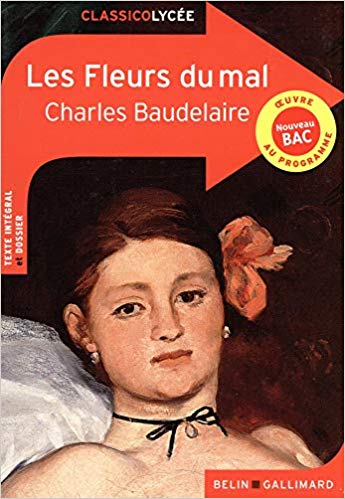 CLASSICOLYCÉE
Les Fleurs du mal
Charles Baudelaire
ŒUVRE
Nouveau
BAC
AU PROGRAMME
TEXTE INTÉGRAL
et DOSSIER
BELIN GALLIMARD